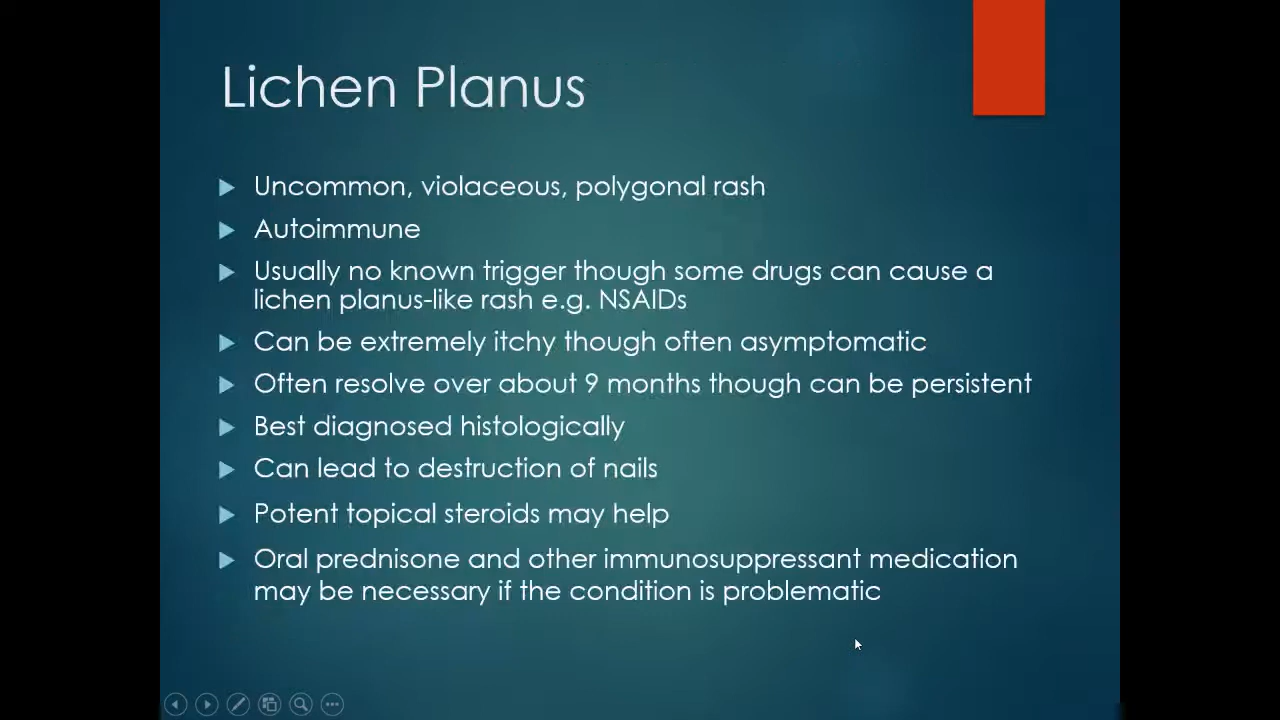 Lichen Planus
Uncommon, violaceous, polygonal rash
Autoimmune
Usually no known trigger though some drugs can cause a
lichen planus-like rash e.g. NSAIDs
Can be extremely itchy though often asymptomatic
Often resolve over about 9 months though can be persistent
Best diagnosed histologically
Can lead to destruction of nails
Potent topical steroids may help
Oral prednisone and other immunosuppressant medication
may be necessary if the condition is problematic